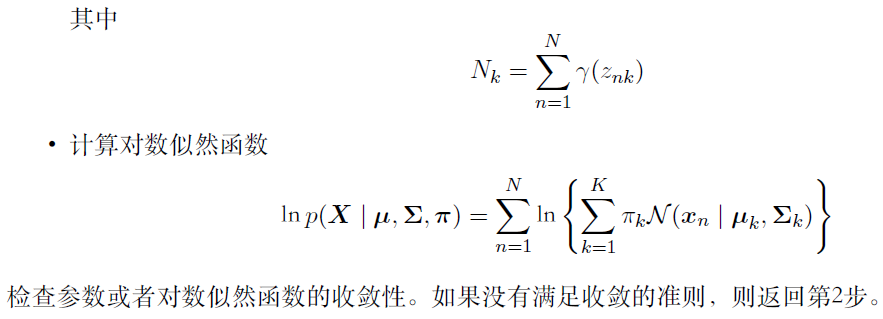 其中
$N_k = \sum_{n=1}^{N} \gamma(z_{nk})$
• 计算对数似然函数
$\ln p(\boldsymbol{X} \mid \boldsymbol{\mu}, \boldsymbol{\Sigma}, \boldsymbol{\pi}) = \sum_{n=1}^{N} \ln \left\{ \sum_{k=1}^{K} \pi_k \mathcal{N}(\boldsymbol{x}_n \mid \boldsymbol{\mu}_k, \boldsymbol{\Sigma}_k) \right\}$
检查参数或者对数似然函数的收敛性。如果没有满足收敛的准则，则返回第2步。